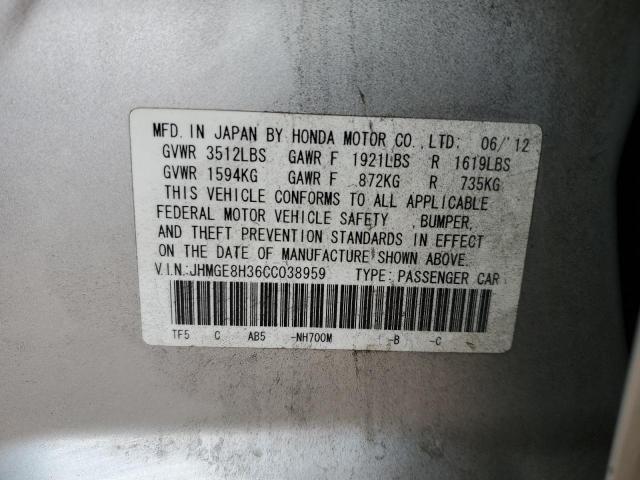 MFD. IN JAPAN BY HONDA MOTOR CO.,LTD: 06/'12
GVWR 3512LBS GAWR F 1921LBS R 1619LBS
GVWR 1594KG GAWR F 872KG R 735KG
THIS VEHICLE CONFORMS TO ALL APPLICABLE
FEDERAL MOTOR VEHICLE SAFETY ,BUMPER,
AND THEFT PREVENTION STANDARDS IN EFFECT
ON THE DATE OF MANUFACTURE SHOWN ABOVE.
V.I.N.:JHMGE8H36CC038959 TYPE: PASSENGER CAR
TF5 C AB5 -NH700M -B -C